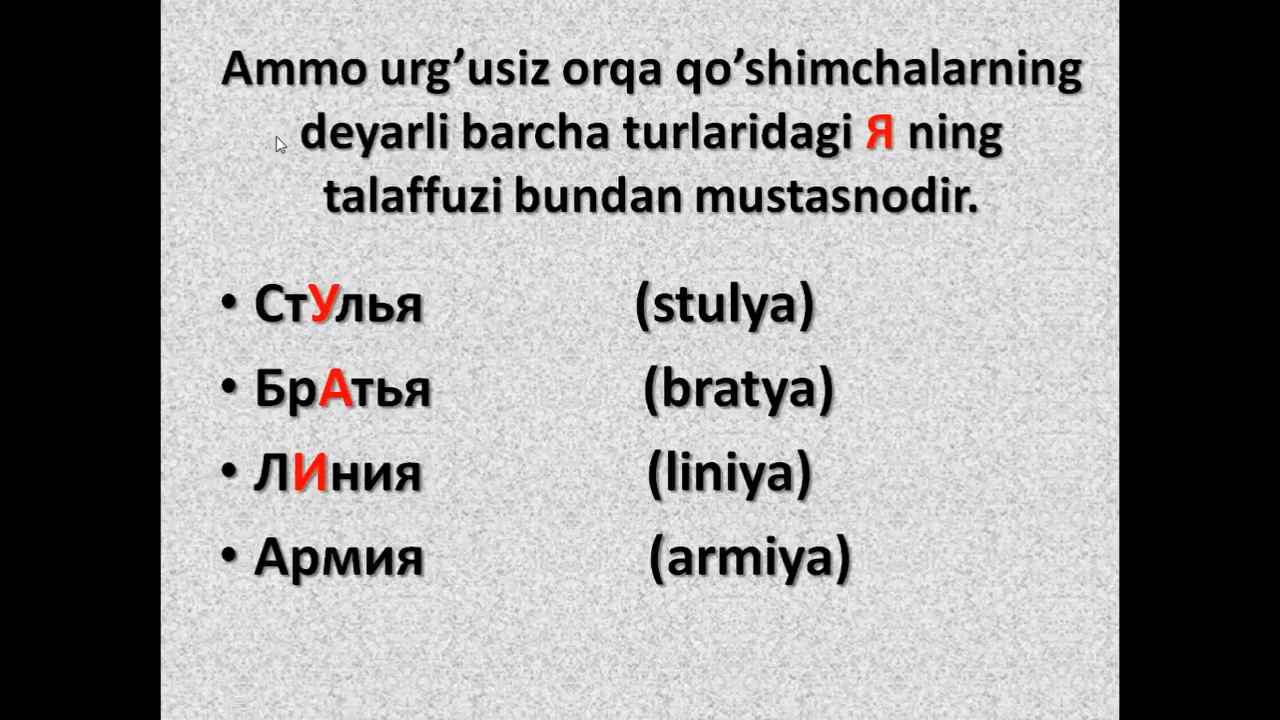 Ammo urg’usiz orqa qo’shimchalarning
deyarli barcha turlaridagi Я ning
talaffuzi bundan mustasnodir.
• СтУлья (stulya)
• БрАтья (bratya)
• ЛИния (liniya)
• Армия (armiya)